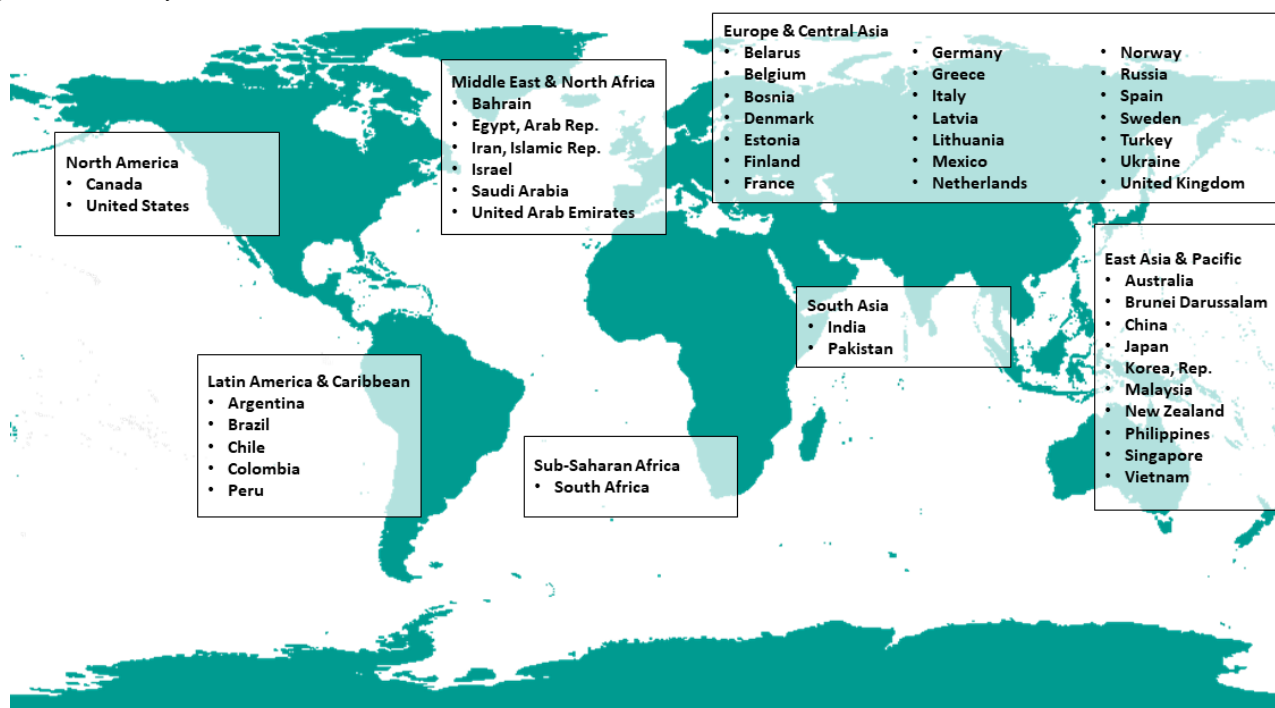 Europe & Central Asia
• Belarus
• Belgium
• Bosnia
• Denmark
• Estonia
• Finland
• France
• Germany
• Greece
• Italy
• Latvia
• Lithuania
• Mexico
• Netherlands
• Norway
• Russia
• Spain
• Sweden
• Turkey
• Ukraine
• United Kingdom
Middle East & North Africa
• Bahrain
• Egypt, Arab Rep.
• Iran, Islamic Rep.
• Israel
• Saudi Arabia
• United Arab Emirates
North America
• Canada
• United States
East Asia & Pacific
• Australia
• Brunei Darussalam
• China
• Japan
• Korea, Rep.
• Malaysia
• New Zealand
• Philippines
• Singapore
• Vietnam
South Asia
• India
• Pakistan
Latin America & Caribbean
• Argentina
• Brazil
• Chile
• Colombia
• Peru
Sub-Saharan Africa
• South Africa